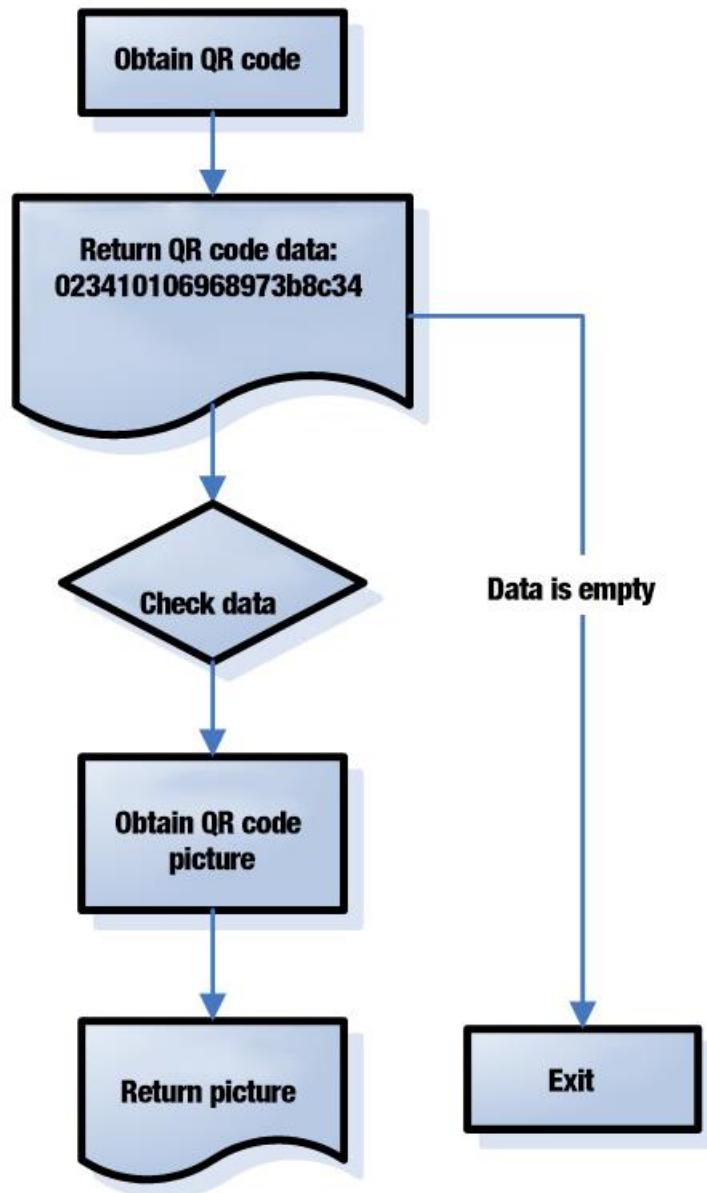 Obtain QR code
Return QR code data:
023410106968973b8c34
Check data
Data is empty
Obtain QR code
picture
Return picture
Exit